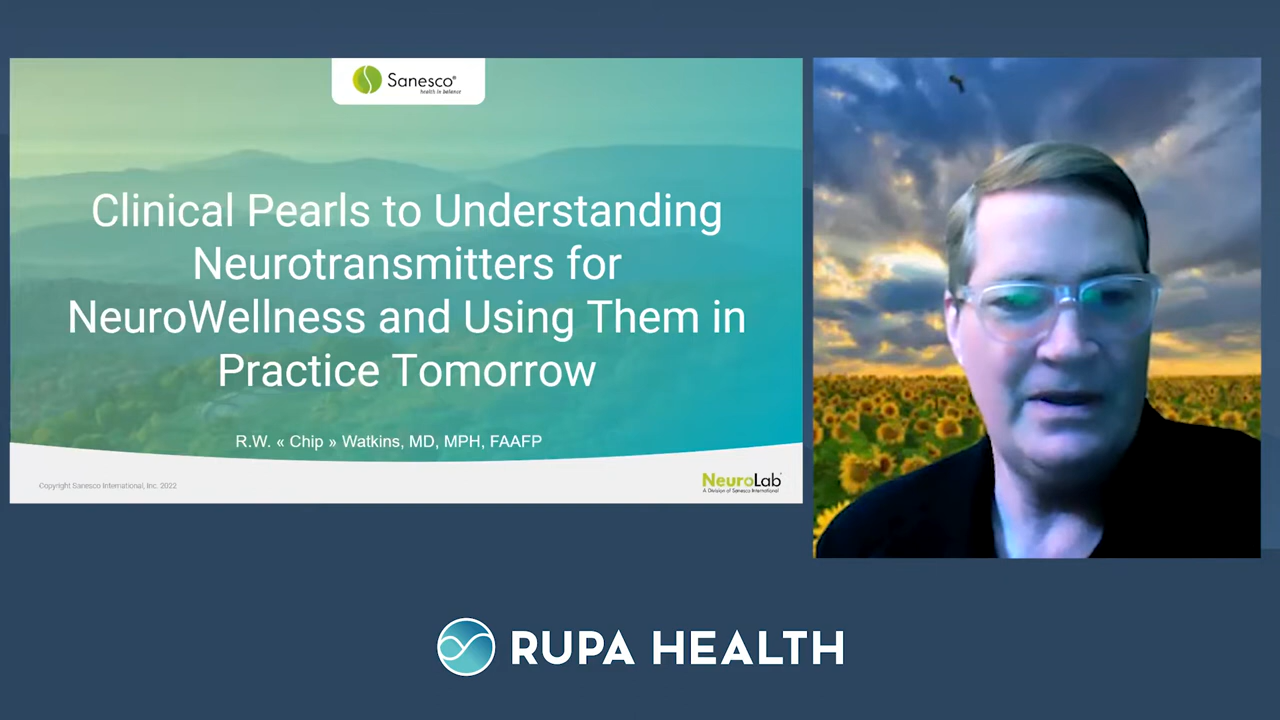 Sanesco®
health in balance
Clinical Pearls to Understanding
Neurotransmitters for
NeuroWellness and Using Them in
Practice Tomorrow
R.W. « Chip » Watkins, MD, MPH, FAAFP
Copyright Sanesco International, Inc. 2022
NeuroLab
A Division of Sanesco International
RUPA HEALTH